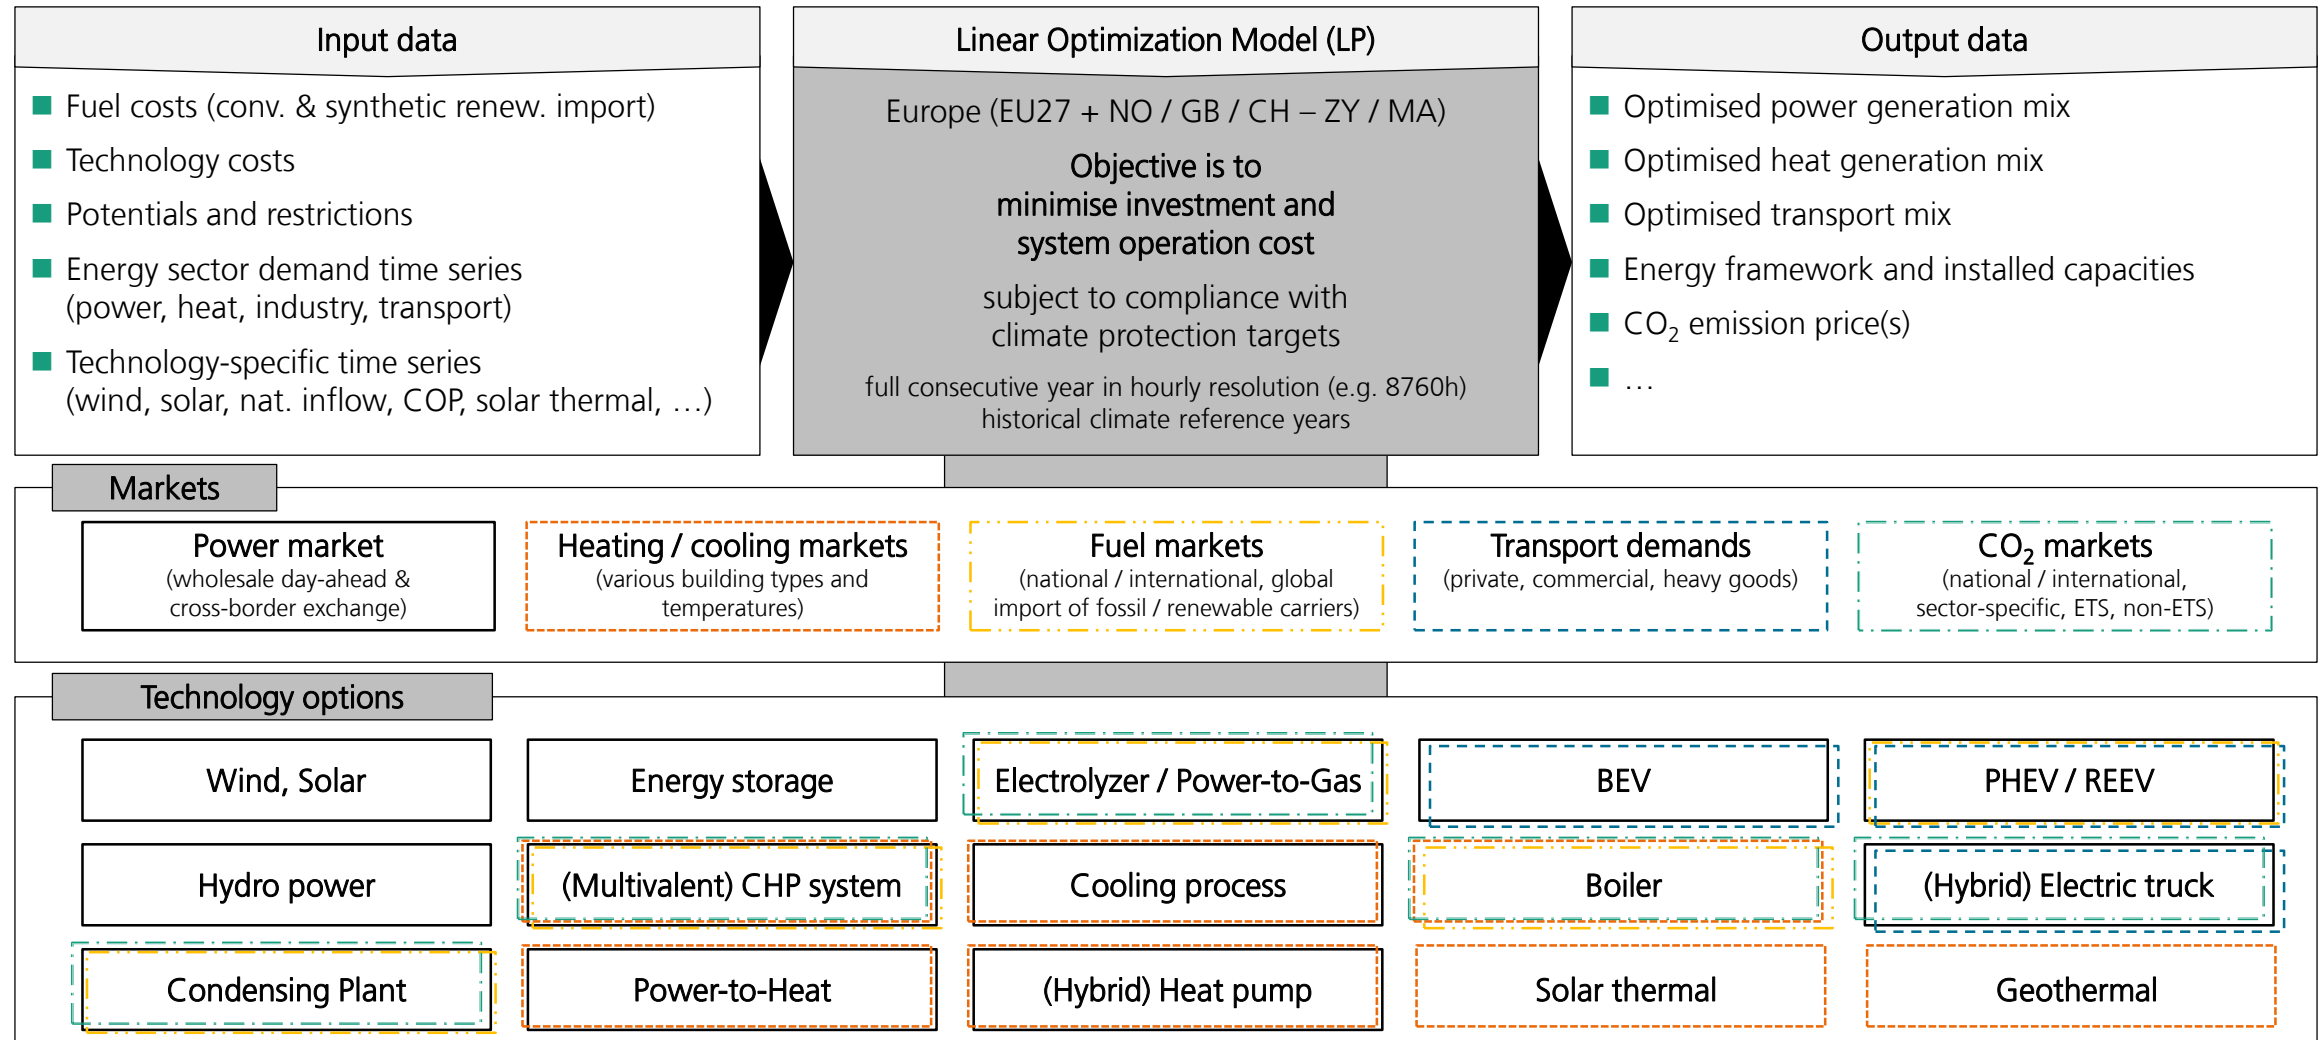 Input data
Fuel costs (conv. & synthetic renew. import)
Technology costs
Potentials and restrictions
Energy sector demand time series
(power, heat, industry, transport)
Technology-specific time series
(wind, solar, nat. inflow, COP, solar thermal, …)
Linear Optimization Model (LP)
Europe (EU27 + NO / GB / CH – ZY / MA)
Objective is to
minimise investment and
system operation cost
subject to compliance with
climate protection targets
full consecutive year in hourly resolution (e.g. 8760h)
historical climate reference years
Output data
Optimised power generation mix
Optimised heat generation mix
Optimised transport mix
Energy framework and installed capacities
CO₂ emission price(s)
…
Markets
Power market
(wholesale day-ahead &
cross-border exchange)
Heating / cooling markets
(various building types and
temperatures)
Fuel markets
(national / international, global
import of fossil / renewable carriers)
Transport demands
(private, commercial, heavy goods)
CO₂ markets
(national / international,
sector-specific, ETS, non-ETS)
Technology options
Wind, Solar
Energy storage
Electrolyzer / Power-to-Gas
BEV
PHEV / REEV
Hydro power
(Multivalent) CHP system
Cooling process
Boiler
(Hybrid) Electric truck
Condensing Plant
Power-to-Heat
(Hybrid) Heat pump
Solar thermal
Geothermal